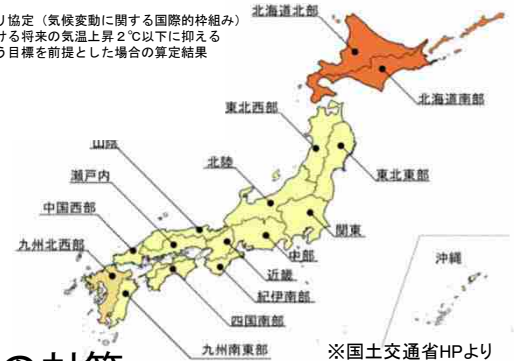 リ協定（気候変動に関する国際的枠組み）
ける将来の気温上昇２℃以下に抑える
う目標を前提とした場合の算定結果
北海道北部
北海道南部
東北西部
東北東部
山陰
北陸
瀬戸内
中国西部
関東
九州北西部
中部
近畿
沖縄
紀伊南部
四国南部
九州南東部
※国土交通省HPより